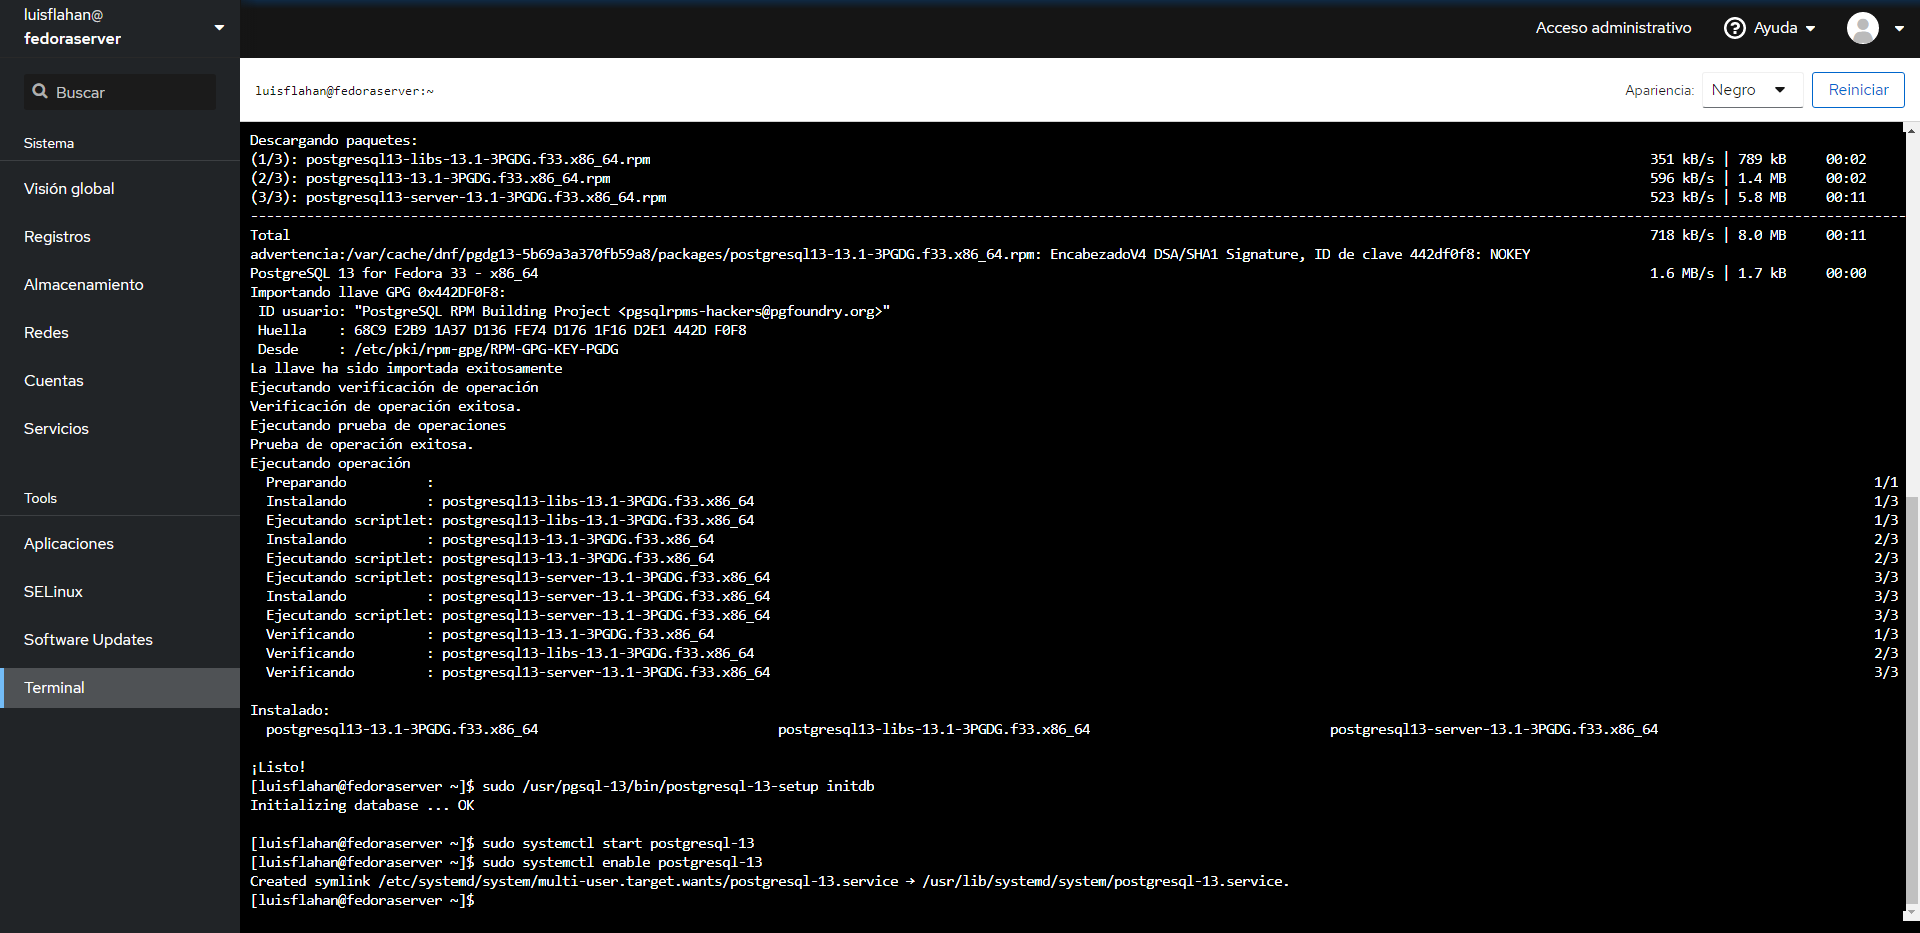 luisflahan@
fedoraserver
Acceso administrativo
Ayuda
Buscar
luisflahan@fedoraserver:~
Apariencia:
Negro
Reiniciar
Sistema
Visión global
Registros
Almacenamiento
Redes
Cuentas
Servicios
Tools
Aplicaciones
SELinux
Software Updates
Terminal
Descargando paquetes:
(1/3): postgresql13-libs-13.1-3PGDG.f33.x86_64.rpm 351 kB/s | 789 kB 00:02
(2/3): postgresql13-13.1-3PGDG.f33.x86_64.rpm 596 kB/s | 1.4 MB 00:02
(3/3): postgresql13-server-13.1-3PGDG.f33.x86_64.rpm 523 kB/s | 5.8 MB 00:11
Total 718 kB/s | 8.0 MB 00:11
advertencia:/var/cache/dnf/pgdg13-5b69a3a370fb59a8/packages/postgresql13-13.1-3PGDG.f33.x86_64.rpm: EncabezadoV4 DSA/SHA1 Signature, ID de clave 442df0f8: NOKEY
PostgreSQL 13 for Fedora 33 - x86_64 1.6 MB/s | 1.7 kB 00:00
Importando llave GPG 0x442DF0F8:
ID usuario: "PostgreSQL RPM Building Project <pgsqlrpms-hackers@pgfoundry.org>"
Huella : 68C9 E2B9 1A37 D136 FE74 D176 1F16 D2E1 442D F0F8
Desde : /etc/pki/rpm-gpg/RPM-GPG-KEY-PGDG
La llave ha sido importada exitosamente
Ejecutando verificación de operación
Verificación de operación exitosa.
Ejecutando prueba de operaciones
Prueba de operación exitosa.
Ejecutando operación
Preparando : 1/1
Instalando : postgresql13-libs-13.1-3PGDG.f33.x86_64 1/3
Ejecutando scriptlet: postgresql13-libs-13.1-3PGDG.f33.x86_64 1/3
Instalando : postgresql13-13.1-3PGDG.f33.x86_64 2/3
Ejecutando scriptlet: postgresql13-13.1-3PGDG.f33.x86_64 2/3
Ejecutando scriptlet: postgresql13-server-13.1-3PGDG.f33.x86_64 3/3
Instalando : postgresql13-server-13.1-3PGDG.f33.x86_64 3/3
Ejecutando scriptlet: postgresql13-server-13.1-3PGDG.f33.x86_64 3/3
Verificando : postgresql13-13.1-3PGDG.f33.x86_64 1/3
Verificando : postgresql13-libs-13.1-3PGDG.f33.x86_64 2/3
Verificando : postgresql13-server-13.1-3PGDG.f33.x86_64 3/3
Instalado:
postgresql13-13.1-3PGDG.f33.x86_64 postgresql13-libs-13.1-3PGDG.f33.x86_64 postgresql13-server-13.1-3PGDG.f33.x86_64
¡Listo!
[luisflahan@fedoraserver ~]$ sudo /usr/pgsql-13/bin/postgresql-13-setup initdb
Initializing database ... OK
[luisflahan@fedoraserver ~]$ sudo systemctl start postgresql-13
[luisflahan@fedoraserver ~]$ sudo systemctl enable postgresql-13
Created symlink /etc/systemd/system/multi-user.target.wants/postgresql-13.service → /usr/lib/systemd/system/postgresql-13.service.
[luisflahan@fedoraserver ~]$